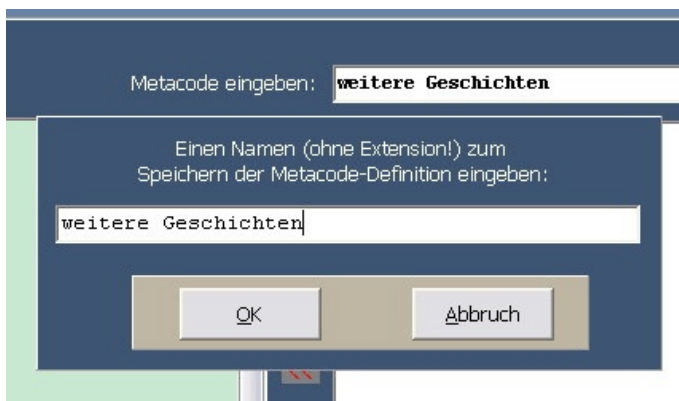 Metacode eingeben: weitere Geschichten
Einen Namen (ohne Extension!) zum
Speichern der Metacode-Definition eingeben:
weitere Geschichten
OK
Abbruch